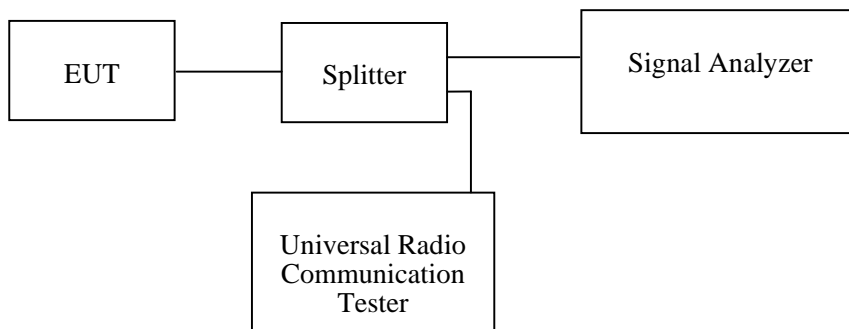 EUT
Splitter
Signal Analyzer
Universal Radio
Communication
Tester